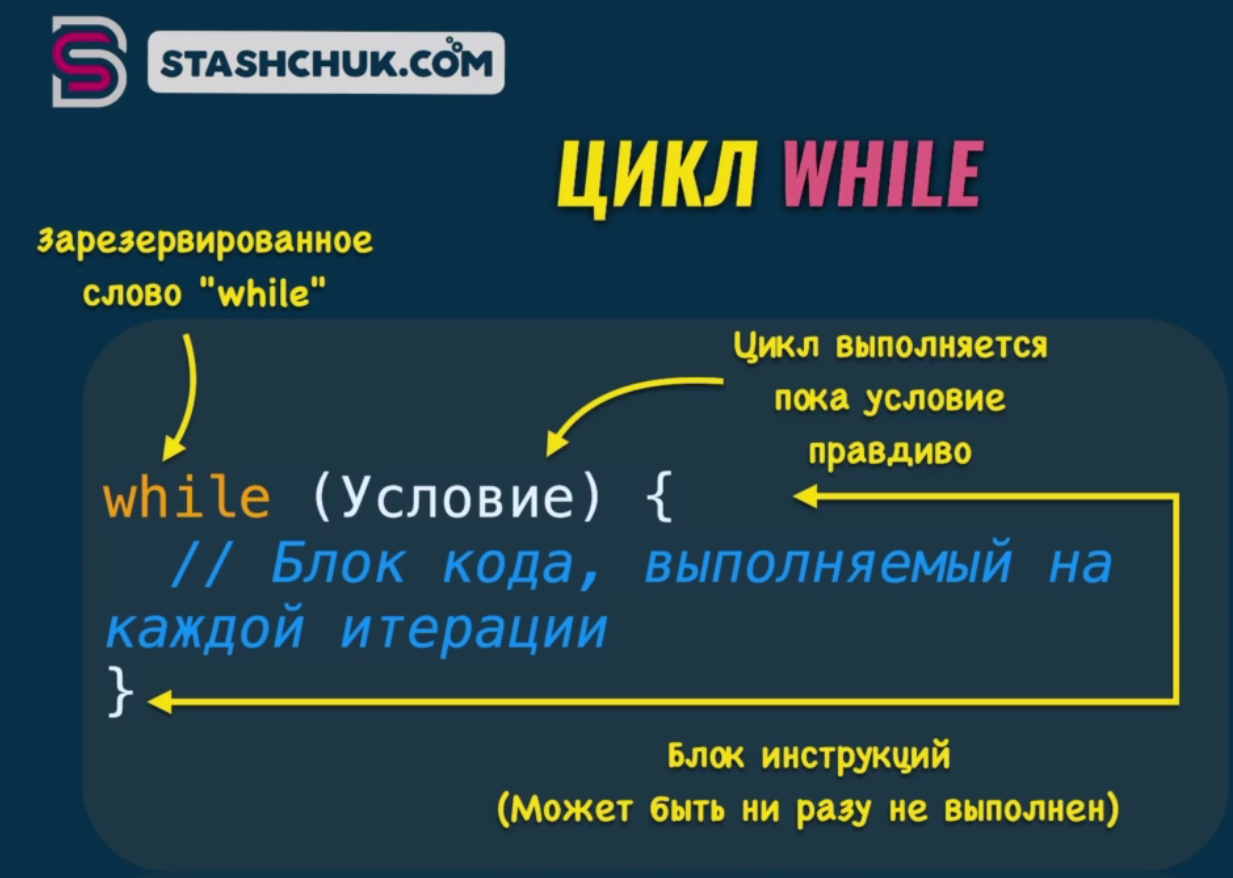 STASHCHUK.COM
ЦИКЛ WHILE
Зарезервированное
слово "while"
Цикл выполняется
пока условие
правдиво
while (Условие) {
// Блок кода, выполняемый на
каждой итерации
}
Блок инструкций
(Может быть ни разу не выполнен)